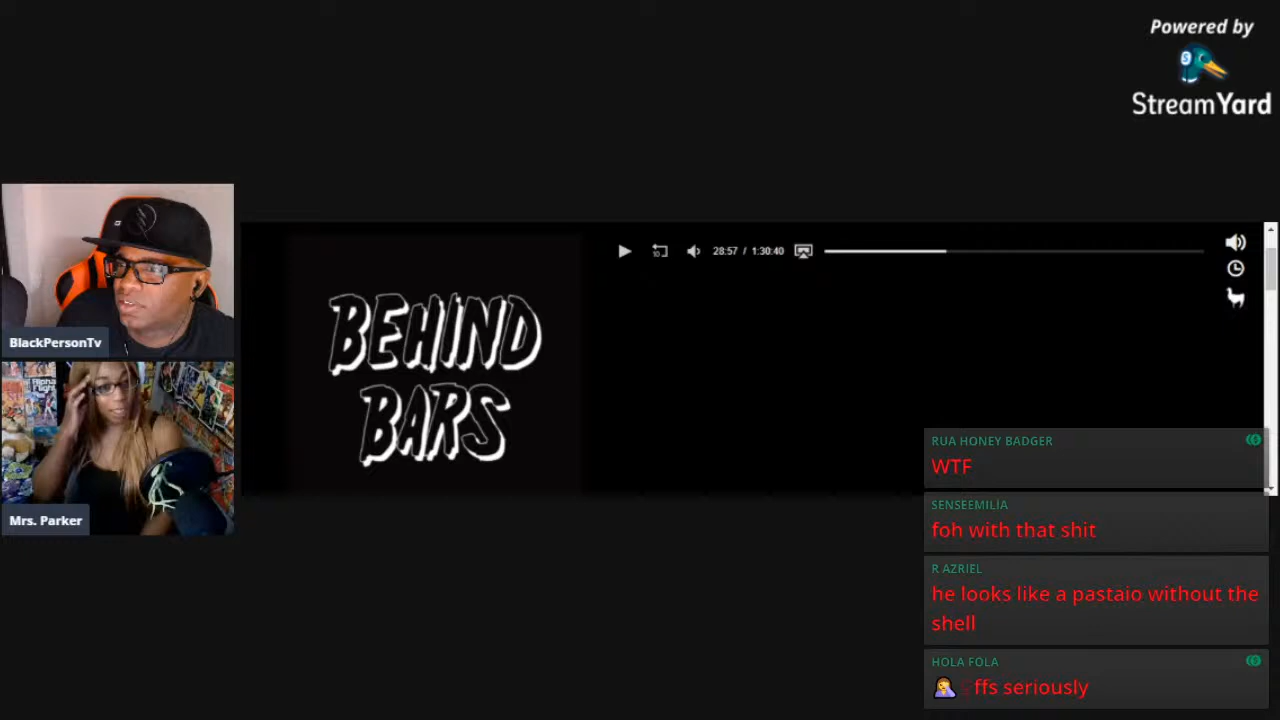 Powered by
StreamYard
BlackPersonTv
Mrs. Parker
BEHIND
BARS
10
28:57 / 1:30:40
RUA HONEY BADGER
WTF
SENSEEMILIA
foh with that shit
R AZRIEL
he looks like a pastaio without the
shell
HOLA FOLA
🤦‍♀️ ffs seriously